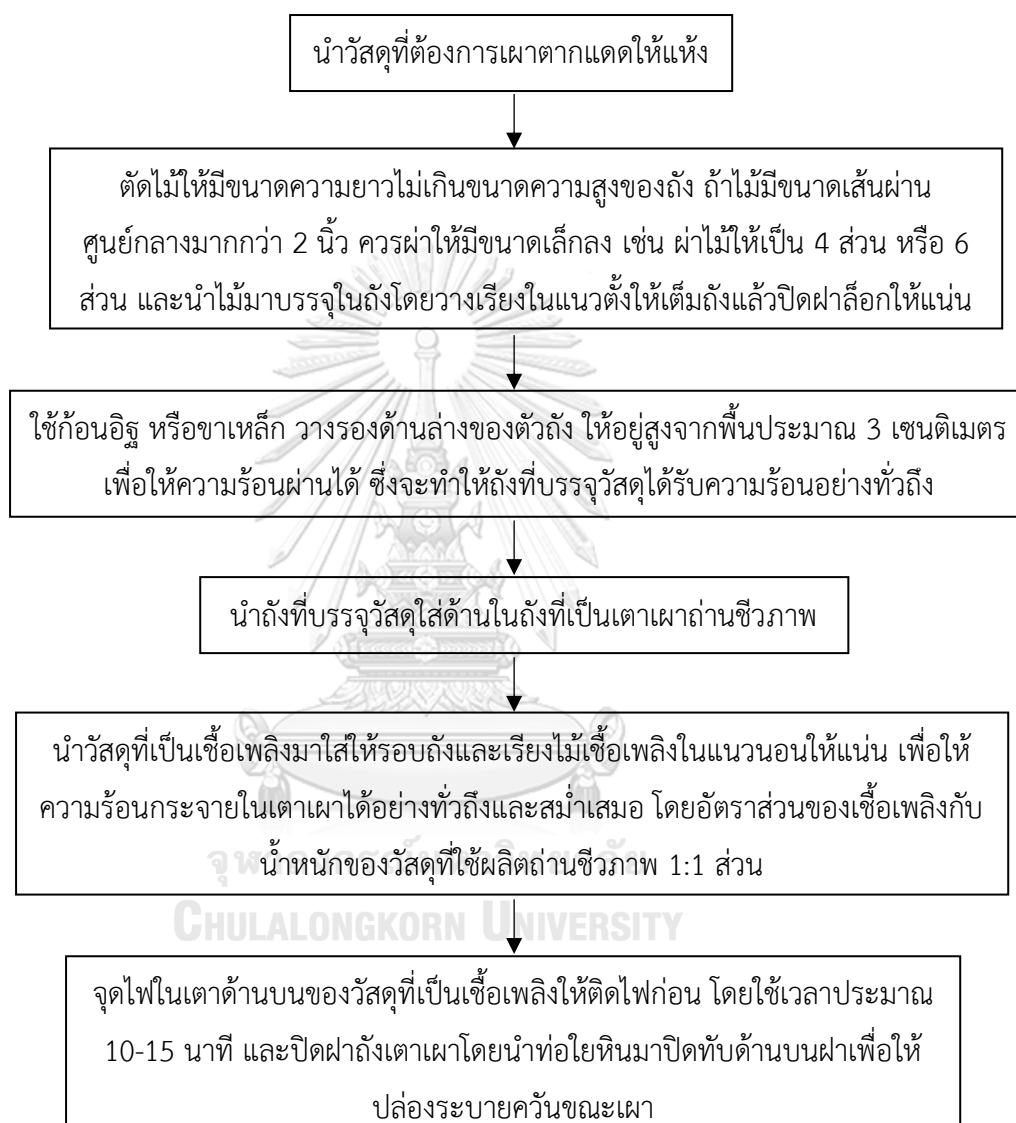 นำวัสดุที่ต้องการเผาตากแดดให้แห้ง
ตัดไม้ให้มีขนาดความยาวไม่เกินขนาดความสูงของถัง ถ้าไม้มีขนาดเส้นผ่าน
ศูนย์กลางมากกว่า 2 นิ้ว ควรผ่าให้มีขนาดเล็กลง เช่น ผ่าไม้ให้เป็น 4 ส่วน หรือ 6
ส่วน และนำไม้มาบรรจุในถังโดยวางเรียงในแนวตั้งให้เต็มถังแล้วปิดฝาล็อกให้แน่น
ใช้ก้อนอิฐ หรือขาเหล็ก วางรองด้านล่างของตัวถัง ให้อยู่สูงจากพื้นประมาณ 3 เซนติเมตร
เพื่อให้ความร้อนผ่านได้ ซึ่งจะทำให้ถังที่บรรจุวัสดุได้รับความร้อนอย่างทั่วถึง
นำถังที่บรรจุวัสดุใส่ด้านในถังที่เป็นเตาเผาถ่านชีวภาพ
นำวัสดุที่เป็นเชื้อเพลิงมาใส่ให้รอบถังและเรียงไม้เชื้อเพลิงในแนวนอนให้แน่น เพื่อให้
ความร้อนกระจายในเตาเผาได้อย่างทั่วถึงและสม่ำเสมอ โดยอัตราส่วนของเชื้อเพลิงกับ
น้ำหนักของวัสดุที่ใช้ผลิตถ่านชีวภาพ 1:1 ส่วน
จุฬาลงกรณ์มหาวิทยาลัย
CHULALONGKORN UNIVERSITY
จุดไฟในเตาด้านบนของวัสดุที่เป็นเชื้อเพลิงให้ติดไฟก่อน โดยใช้เวลาประมาณ
10-15 นาที และปิดฝาถังเตาเผาโดยนำท่อใยหินมาปิดทับด้านบนฝาเพื่อให้
ปล่องระบายควันขณะเผา